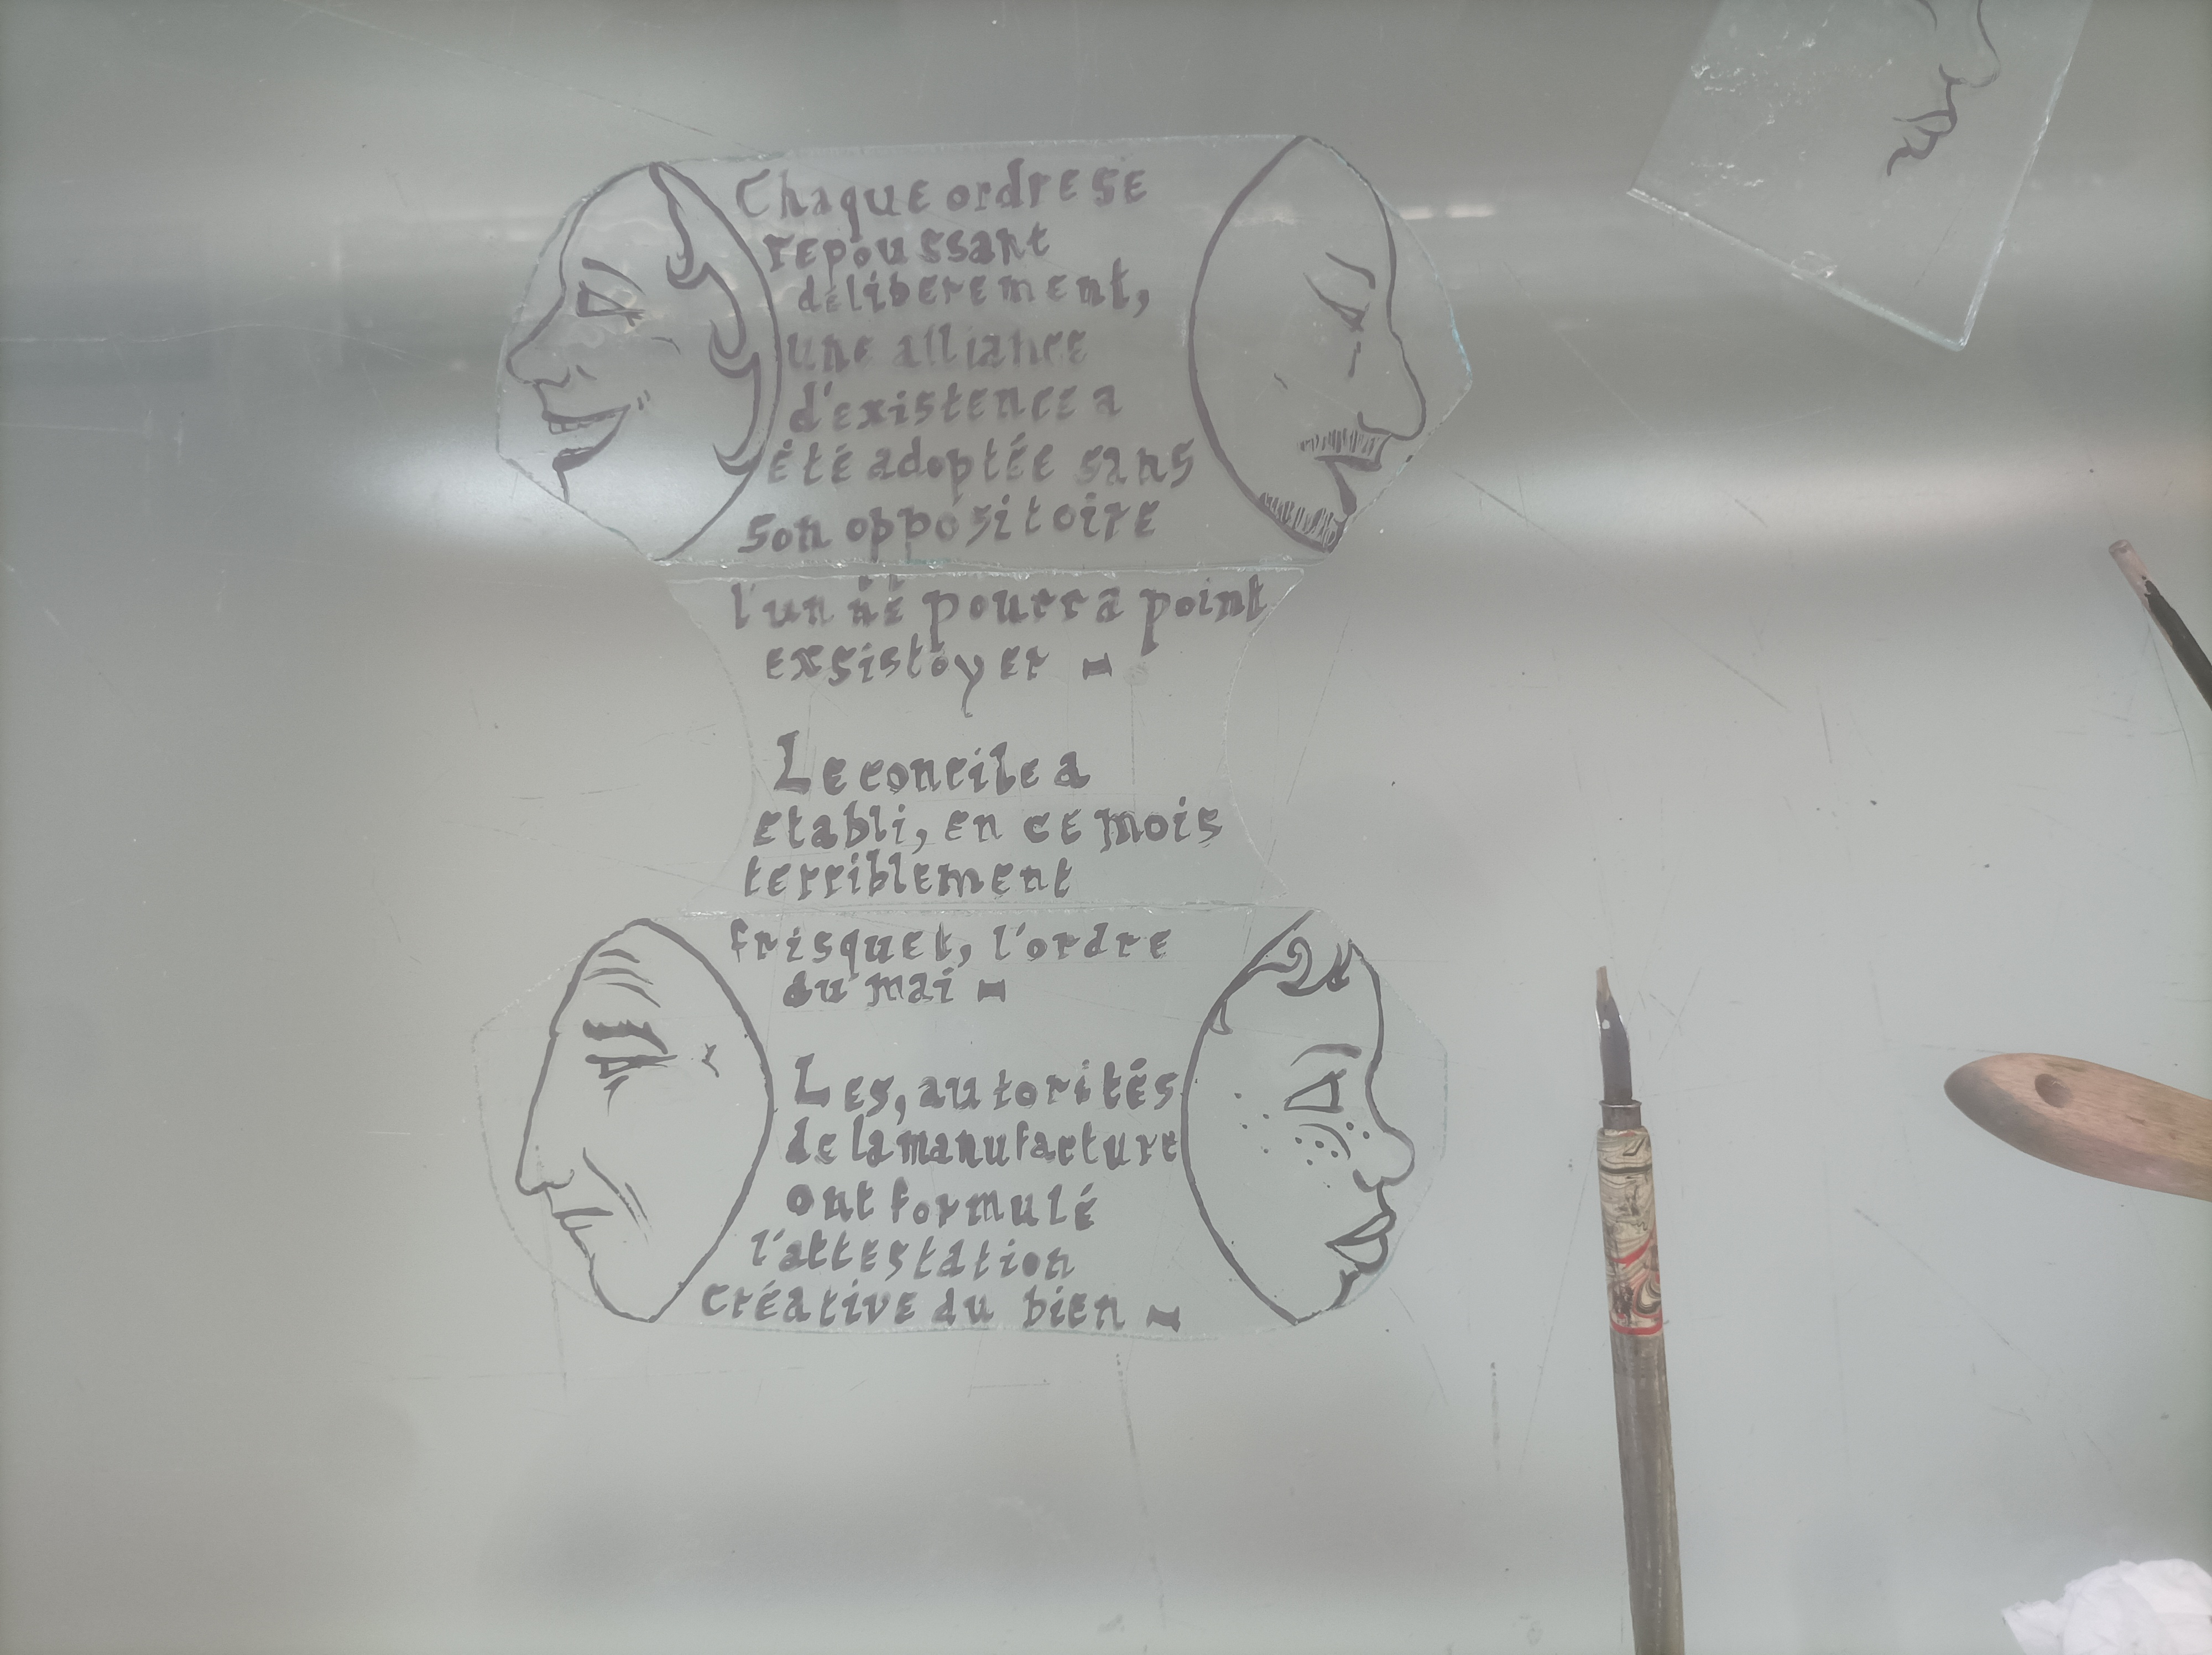 Chaque ordre se
repoussant
déliberement,
une alliance
d'existence a
été adoptée sans
son oppositoire
l'un ne pourra point
exsistoyer -
Le concile a
etabli, en ce mois
terriblement
frisquet, l'ordre
du mai -
Les, autorités
de la manufacture
ont formulé
l'attestation
créative du bien -